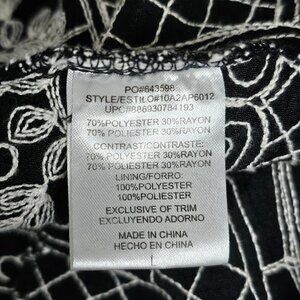 PO#643598
STYLE/ESTILO#10A2AP6012
UPC#886930784193
70%POLYESTER 30%RAYON
70% POLIESTER 30%RAYON
CONTRAST/CONTRASTE:
70%POLYESTER 30%RAYON
70% POLIESTER 30%RAYON
LINING/FORRO:
100%POLYESTER
100%POLIESTER
EXCLUSIVE OF TRIM
EXCLUYENDO ADORNO
MADE IN CHINA
HECHO EN CHINA